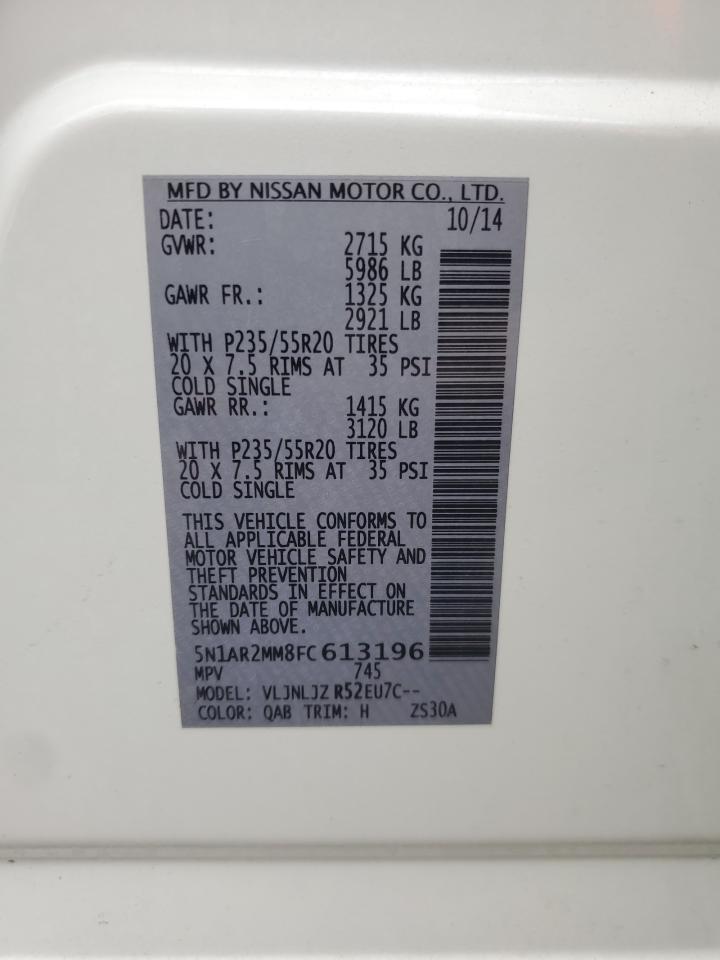 MFD BY NISSAN MOTOR CO., LTD.
DATE: 10/14
GVWR: 2715 KG
5986 LB
GAWR FR.: 1325 KG
2921 LB
WITH P235/55R20 TIRES
20 X 7.5 RIMS AT 35 PSI
COLD SINGLE
GAWR RR.: 1415 KG
3120 LB
WITH P235/55R20 TIRES
20 X 7.5 RIMS AT 35 PSI
COLD SINGLE
THIS VEHICLE CONFORMS TO
ALL APPLICABLE FEDERAL
MOTOR VEHICLE SAFETY AND
THEFT PREVENTION
STANDARDS IN EFFECT ON
THE DATE OF MANUFACTURE
SHOWN ABOVE.
5N1AR2MM8FC613196
MPV 745
MODEL: VLJNLJZ R52EU7C--
COLOR: QAB TRIM: H ZS30A